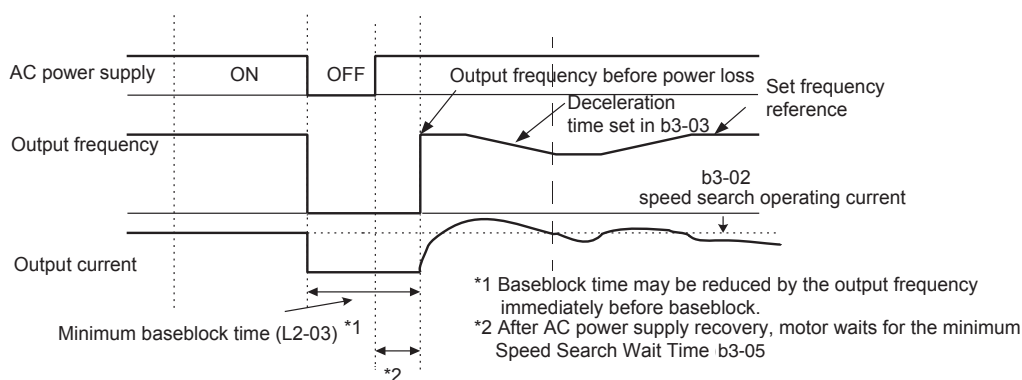 AC power supply
ON
OFF
Output frequency before power loss
Deceleration
time set in b3-03
Set frequency
reference
Output frequency
b3-02
speed search operating current
Output current
*1 Baseblock time may be reduced by the output frequency
immediately before baseblock.
*2 After AC power supply recovery, motor waits for the minimum
Speed Search Wait Time b3-05
Minimum baseblock time (L2-03) *1
*2